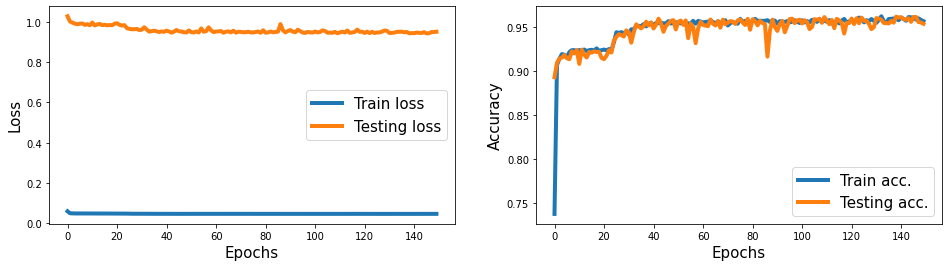 1.0
0.8
0.6
0.4
0.2
0.0
Loss
0 20 40 60 80 100 120 140
Epochs
Train loss
Testing loss
0.95
0.90
0.85
0.80
0.75
Accuracy
0 20 40 60 80 100 120 140
Epochs
Train acc.
Testing acc.